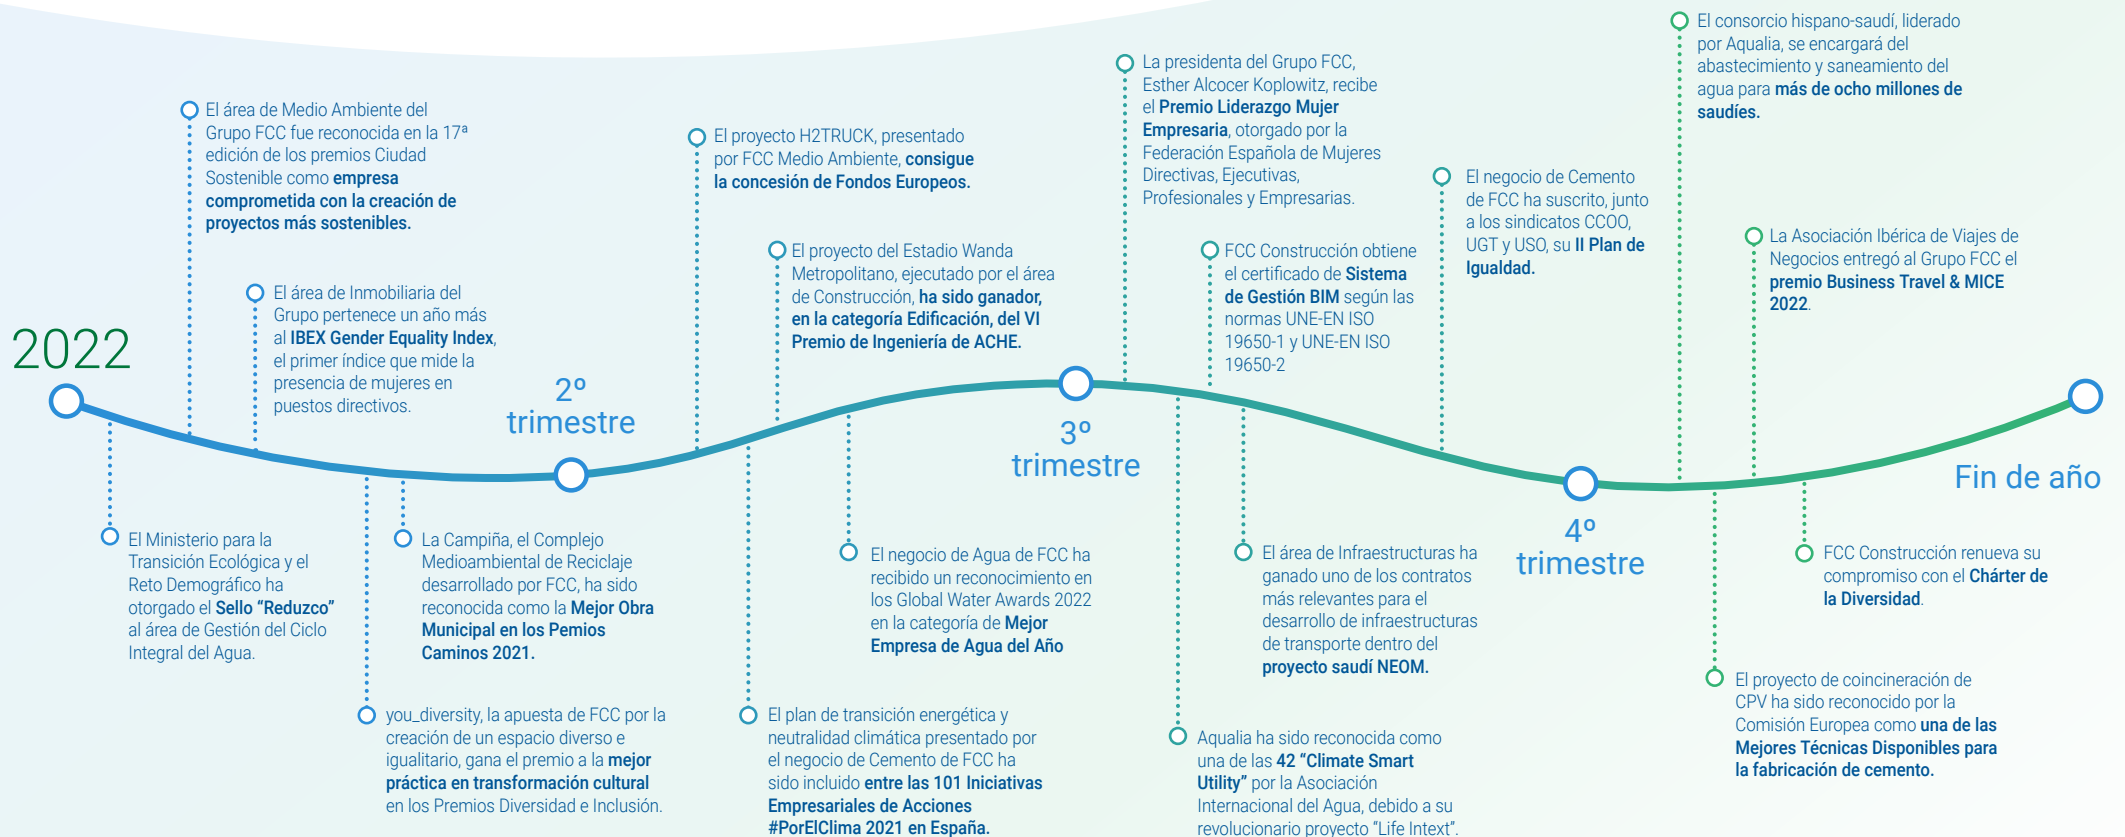 2022
El Ministerio para la
Transición Ecológica y el
Reto Demográfico ha
otorgado el Sello “Reduzco”
al área de Gestión del Ciclo
Integral del Agua.
El área de Medio Ambiente del
Grupo FCC fue reconocida en la 17ª
edición de los premios Ciudad
Sostenible como empresa
comprometida con la creación de
proyectos más sostenibles.
El área de Inmobiliaria del
Grupo pertenece un año más
al IBEX Gender Equality Index,
el primer índice que mide la
presencia de mujeres en
puestos directivos.
you_diversity, la apuesta de FCC por la
creación de un espacio diverso e
igualitario, gana el premio a la mejor
práctica en transformación cultural
en los Premios Diversidad e Inclusión.
La Campiña, el Complejo
Medioambiental de Reciclaje
desarrollado por FCC, ha sido
reconocida como la Mejor Obra
Municipal en los Pemios
Caminos 2021.
2º
trimestre
El proyecto H2TRUCK, presentado
por FCC Medio Ambiente, consigue
la concesión de Fondos Europeos.
El plan de transición energética y
neutralidad climática presentado por
el negocio de Cemento de FCC ha
sido incluido entre las 101 Iniciativas
Empresariales de Acciones
#PorElClima 2021 en España.
El proyecto del Estadio Wanda
Metropolitano, ejecutado por el área
de Construcción, ha sido ganador,
en la categoría Edificación, del VI
Premio de Ingeniería de ACHE.
El negocio de Agua de FCC ha
recibido un reconocimiento en
los Global Water Awards 2022
en la categoría de Mejor
Empresa de Agua del Año
3º
trimestre
La presidenta del Grupo FCC,
Esther Alcocer Koplowitz, recibe
el Premio Liderazgo Mujer
Empresaria, otorgado por la
Federación Española de Mujeres
Directivas, Ejecutivas,
Profesionales y Empresarias.
Aqualia ha sido reconocida como
una de las 42 “Climate Smart
Utility” por la Asociación
Internacional del Agua, debido a su
revolucionario proyecto “Life Intext”.
FCC Construcción obtiene
el certificado de Sistema
de Gestión BIM según las
normas UNE-EN ISO
19650-1 y UNE-EN ISO
19650-2
El área de Infraestructuras ha
ganado uno de los contratos
más relevantes para el
desarrollo de infraestructuras
de transporte dentro del
proyecto saudí NEOM.
El negocio de Cemento
de FCC ha suscrito, junto
a los sindicatos CCOO,
UGT y USO, su II Plan de
Igualdad.
4º
trimestre
El consorcio hispano-saudí, liderado
por Aqualia, se encargará del
abastecimiento y saneamiento del
agua para más de ocho millones de
saudíes.
El proyecto de coincineración de
CPV ha sido reconocido por la
Comisión Europea como una de las
Mejores Técnicas Disponibles para
la fabricación de cemento.
La Asociación Ibérica de Viajes de
Negocios entregó al Grupo FCC el
premio Business Travel & MICE
2022.
FCC Construcción renueva su
compromiso con el Chárter de
la Diversidad.
Fin de año